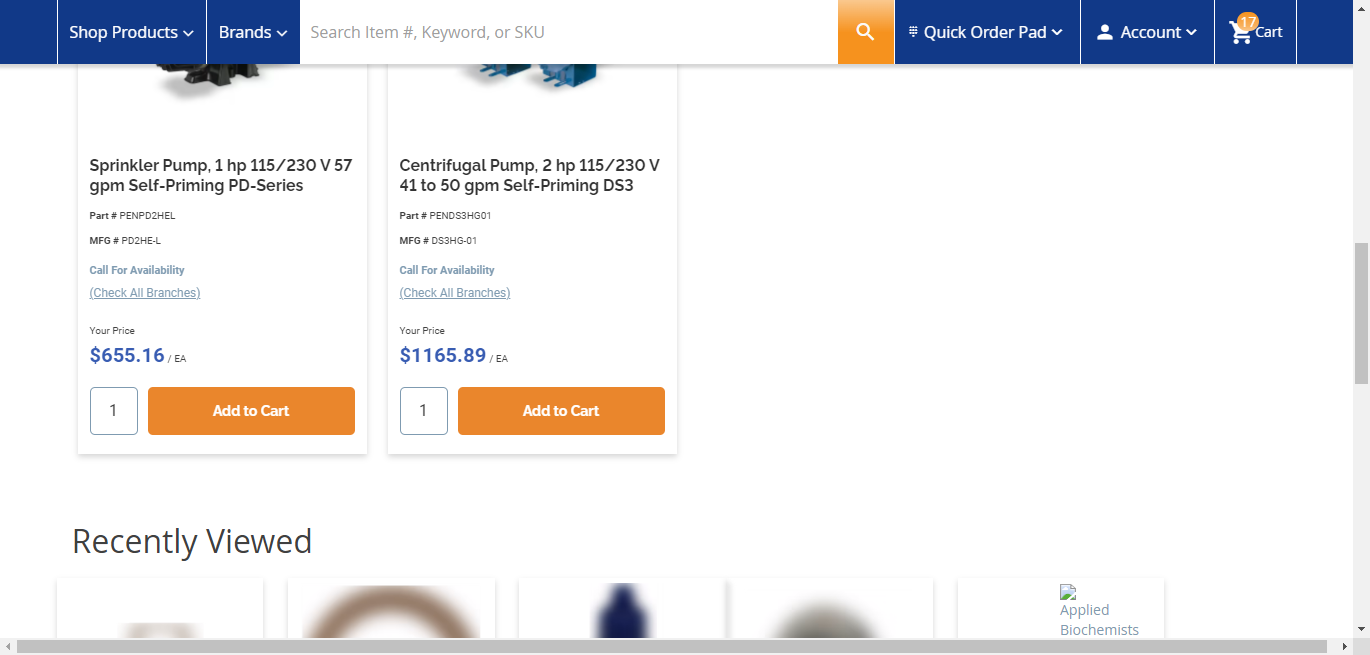 Shop Products
Brands
Search Item #, Keyword, or SKU
Quick Order Pad
Account
17
Cart
Sprinkler Pump, 1 hp 115/230 V 57
gpm Self-Priming PD-Series
Part # PENPD2HEL
MFG # PD2HE-L
Call For Availability
(Check All Branches)
Your Price
$655.16 / EA
1
Add to Cart
Centrifugal Pump, 2 hp 115/230 V
41 to 50 gpm Self-Priming DS3
Part # PENDS3HG01
MFG # DS3HG-01
Call For Availability
(Check All Branches)
Your Price
$1165.89 / EA
1
Add to Cart
Recently Viewed
Applied
Biochemists